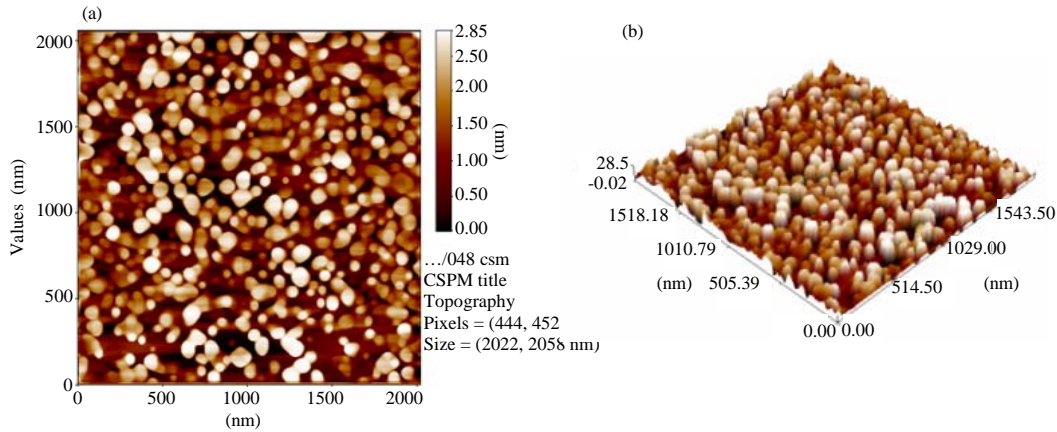 (a)
Values (nm)
2000
1500
1000
500
0
0
500
1000
1500
2000
(nm)
2.85
2.50
2.00
1.50
1.00
0.50
0.00
(nm)
…/048 csm
CSPM title
Topography
Pixels = (444, 452
Size = (2022, 2058 nm)
(b)
28.5
-0.02
1518.18
1010.79
505.39
0.00
(nm)
0.00
514.50
1029.00
1543.50
(nm)